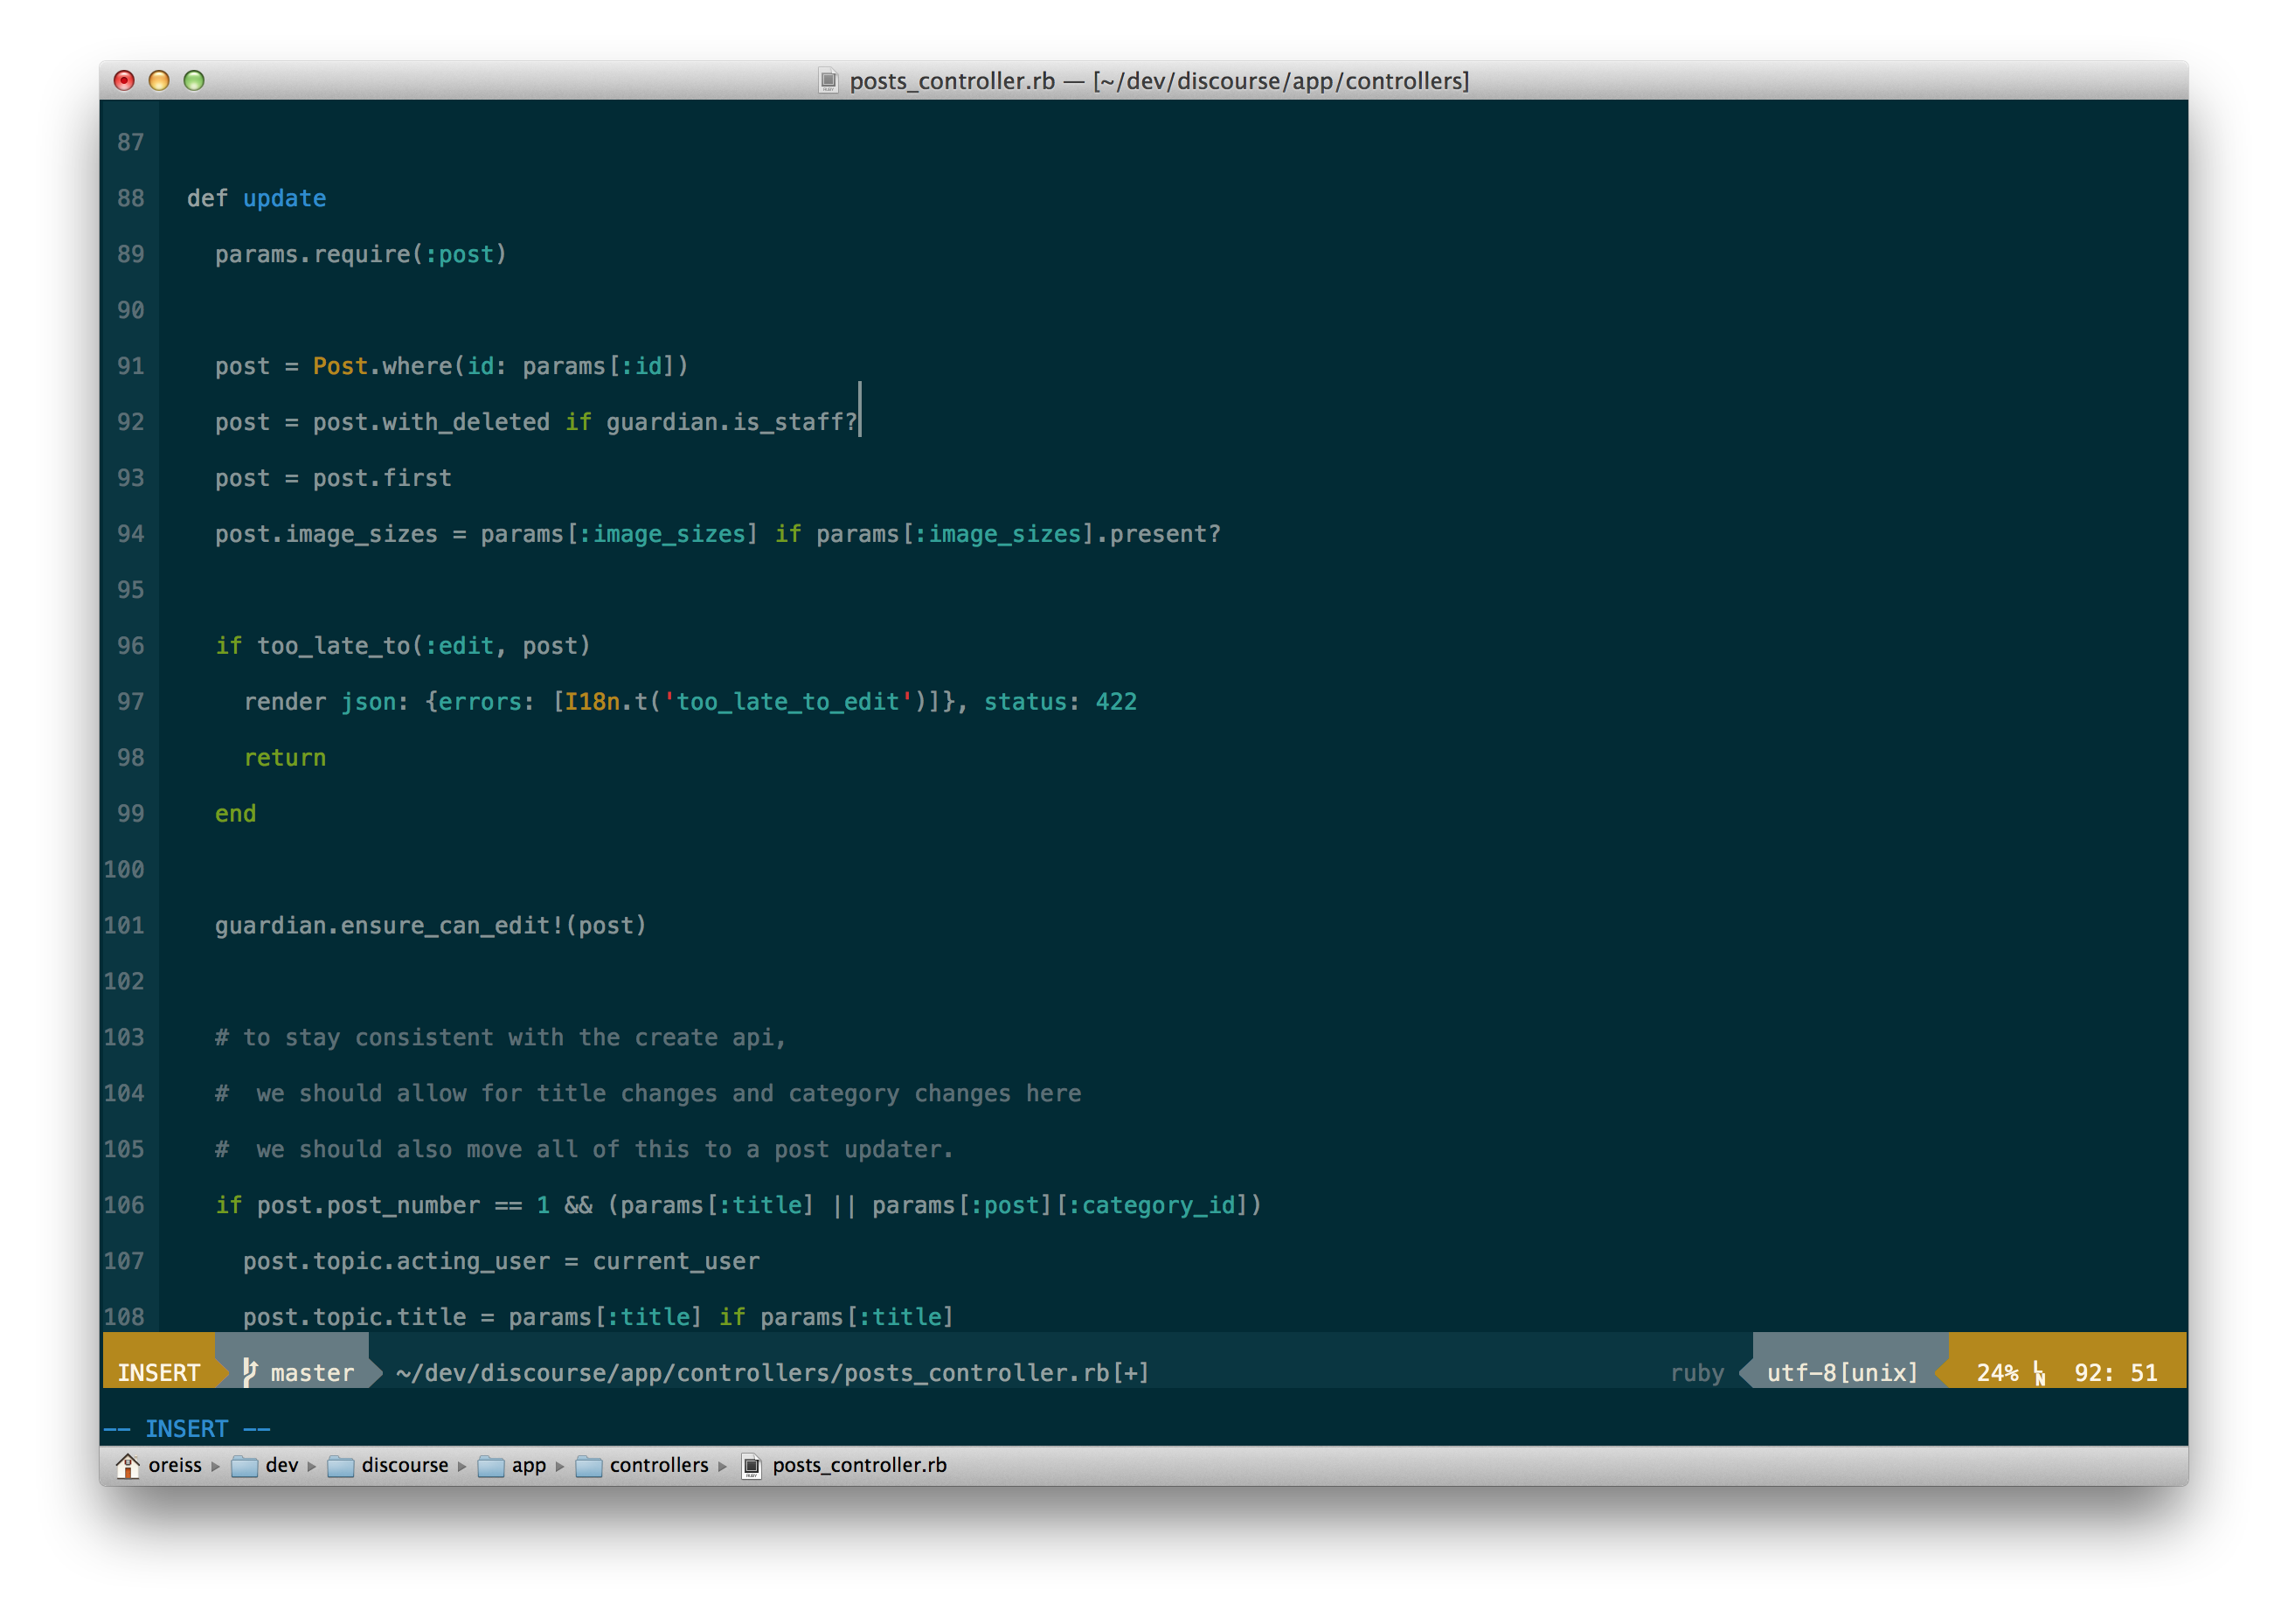 posts_controller.rb — [~/dev/discourse/app/controllers]
87
88   def update
89     params.require(:post)
90
91     post = Post.where(id: params[:id])
92     post = post.with_deleted if guardian.is_staff?
93     post = post.first
94     post.image_sizes = params[:image_sizes] if params[:image_sizes].present?
95
96     if too_late_to(:edit, post)
97       render json: {errors: [I18n.t('too_late_to_edit')]}, status: 422
98       return
99     end
100
101     guardian.ensure_can_edit!(post)
102
103     # to stay consistent with the create api,
104     #  we should allow for title changes and category changes here
105     #  we should also move all of this to a post updater.
106     if post.post_number == 1 && (params[:title] || params[:post][:category_id])
107       post.topic.acting_user = current_user
108       post.topic.title = params[:title] if params[:title]
INSERT master ~/dev/discourse/app/controllers/posts_controller.rb[+] ruby utf-8[unix] 24% LN 92: 51
-- INSERT --
oreiss ▸ dev ▸ discourse ▸ app ▸ controllers ▸ posts_controller.rb